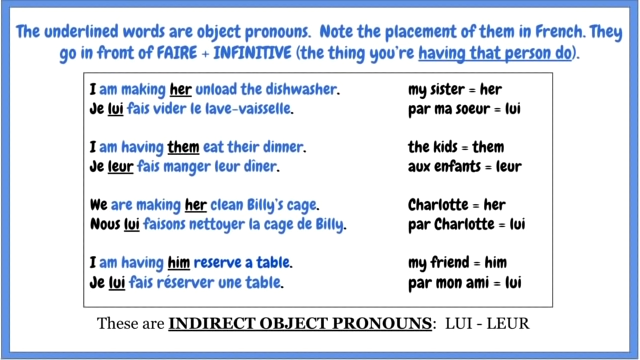 The underlined words are object pronouns. Note the placement of them in French. They
go in front of FAIRE + INFINITIVE (the thing you're having that person do).
I am making her unload the dishwasher. my sister = her
Je lui fais vider le lave-vaisselle. par ma soeur = lui
I am having them eat their dinner. the kids = them
Je leur fais manger leur dîner. aux enfants = leur
We are making her clean Billy's cage. Charlotte = her
Nous lui faisons nettoyer la cage de Billy. par Charlotte = lui
I am having him reserve a table. my friend = him
Je lui fais réserver une table. par mon ami = lui
These are INDIRECT OBJECT PRONOUNS: LUI - LEUR